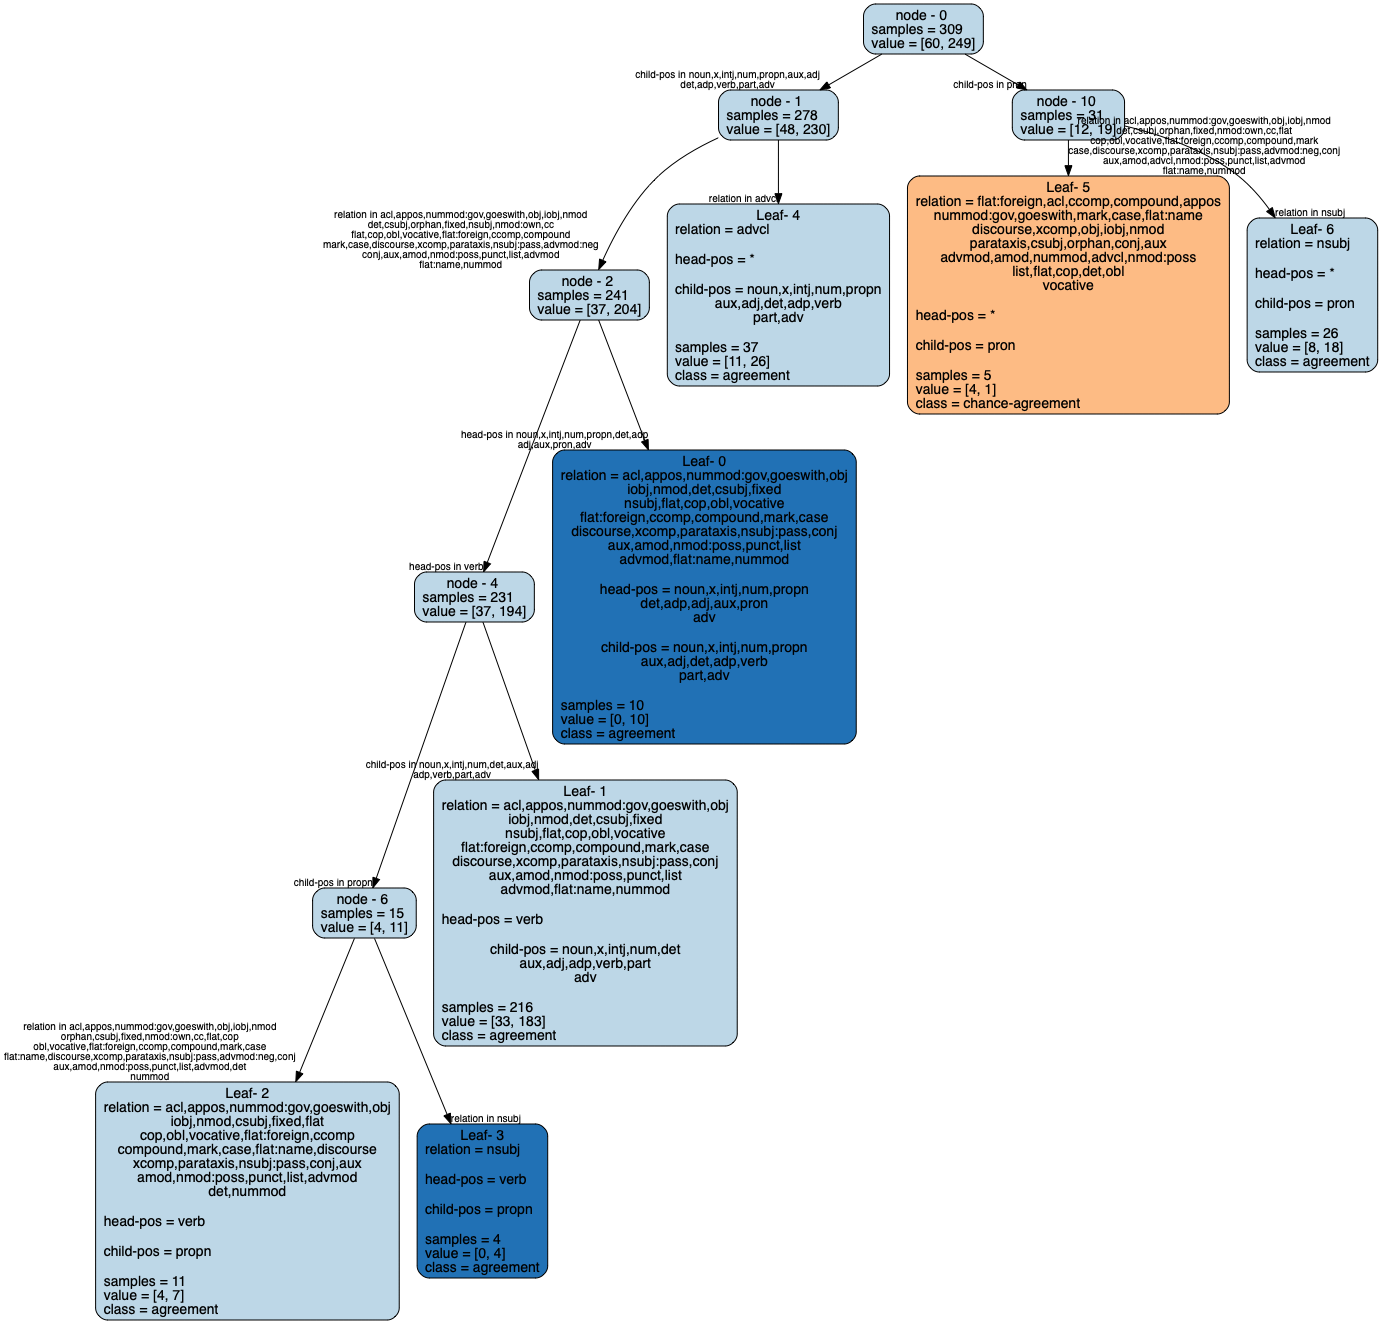 node - 0
samples = 309
value = [60, 249]
child-pos in noun,x,intj,num,propn,aux,adj
det,adp,verb,part,adv
child-pos in pron
node - 1
samples = 278
value = [48, 230]
node - 10
samples = 31
value = [12, 19]
relation in acl,appos,nummod:gov,goeswith,obj,iobj,nmod
det,csubj,orphan,fixed,nmod:own,cc,flat
cop,obl,vocative,flat:foreign,ccomp,compound,mark
case,discourse,xcomp,parataxis,nsubj:pass,advmod:neg,conj
aux,amod,advcl,nmod:poss,punct,list,advmod
flat:name,nummod
relation in advcl
Leaf- 4
relation = advcl
head-pos = *
child-pos = noun,x,intj,num,propn
aux,adj,det,adp,verb
part,adv
samples = 37
value = [11, 26]
class = agreement
Leaf- 5
relation = flat:foreign,acl,ccomp,compound,appos
nummod:gov,goeswith,mark,case,flat:name
discourse,xcomp,obj,iobj,nmod
parataxis,csubj,orphan,conj,aux
advmod,amod,nummod,advcl,nmod:poss
list,flat,cop,det,obl
vocative
head-pos = *
child-pos = pron
samples = 5
value = [4, 1]
class = chance-agreement
relation in nsubj
Leaf- 6
relation = nsubj
head-pos = *
child-pos = pron
samples = 26
value = [8, 18]
class = agreement
relation in acl,appos,nummod:gov,goeswith,obj,iobj,nmod
det,csubj,orphan,fixed,nsubj,nmod:own,cc
flat,cop,obl,vocative,flat:foreign,ccomp,compound
mark,case,discourse,xcomp,parataxis,nsubj:pass,advmod:neg
conj,aux,amod,nmod:poss,punct,list,advmod
flat:name,nummod
node - 2
samples = 241
value = [37, 204]
head-pos in noun,x,intj,num,propn,det,adp
adj,aux,pron,adv
Leaf- 0
relation = acl,appos,nummod:gov,goeswith,obj
iobj,nmod,det,csubj,fixed
nsubj,flat,cop,obl,vocative
flat:foreign,ccomp,compound,mark,case
discourse,xcomp,parataxis,nsubj:pass,conj
aux,amod,nmod:poss,punct,list
advmod,flat:name,nummod
head-pos = noun,x,intj,num,propn
det,adp,adj,aux,pron
adv
child-pos = noun,x,intj,num,propn
aux,adj,det,adp,verb
part,adv
samples = 10
value = [0, 10]
class = agreement
head-pos in verb
node - 4
samples = 231
value = [37, 194]
child-pos in noun,x,intj,num,det,aux,adj
adp,verb,part,adv
Leaf- 1
relation = acl,appos,nummod:gov,goeswith,obj
iobj,nmod,det,csubj,fixed
nsubj,flat,cop,obl,vocative
flat:foreign,ccomp,compound,mark,case
discourse,xcomp,parataxis,nsubj:pass,conj
aux,amod,nmod:poss,punct,list
advmod,flat:name,nummod
head-pos = verb
child-pos = noun,x,intj,num,det
aux,adj,adp,verb,part
adv
samples = 216
value = [33, 183]
class = agreement
child-pos in propn
node - 6
samples = 15
value = [4, 11]
relation in acl,appos,nummod:gov,goeswith,obj,iobj,nmod
orphan,csubj,fixed,nmod:own,cc,flat,cop
obl,vocative,flat:foreign,ccomp,compound,mark,case
flat:name,discourse,xcomp,parataxis,nsubj:pass,advmod:neg,conj
aux,amod,nmod:poss,punct,list,advmod,det
nummod
Leaf- 2
relation = acl,appos,nummod:gov,goeswith,obj
iobj,nmod,csubj,fixed,flat
cop,obl,vocative,flat:foreign,ccomp
compound,mark,case,flat:name,discourse
xcomp,parataxis,nsubj:pass,conj,aux
amod,nmod:poss,punct,list,advmod
det,nummod
head-pos = verb
child-pos = propn
samples = 11
value = [4, 7]
class = agreement
relation in nsubj
Leaf- 3
relation = nsubj
head-pos = verb
child-pos = propn
samples = 4
value = [0, 4]
class = agreement